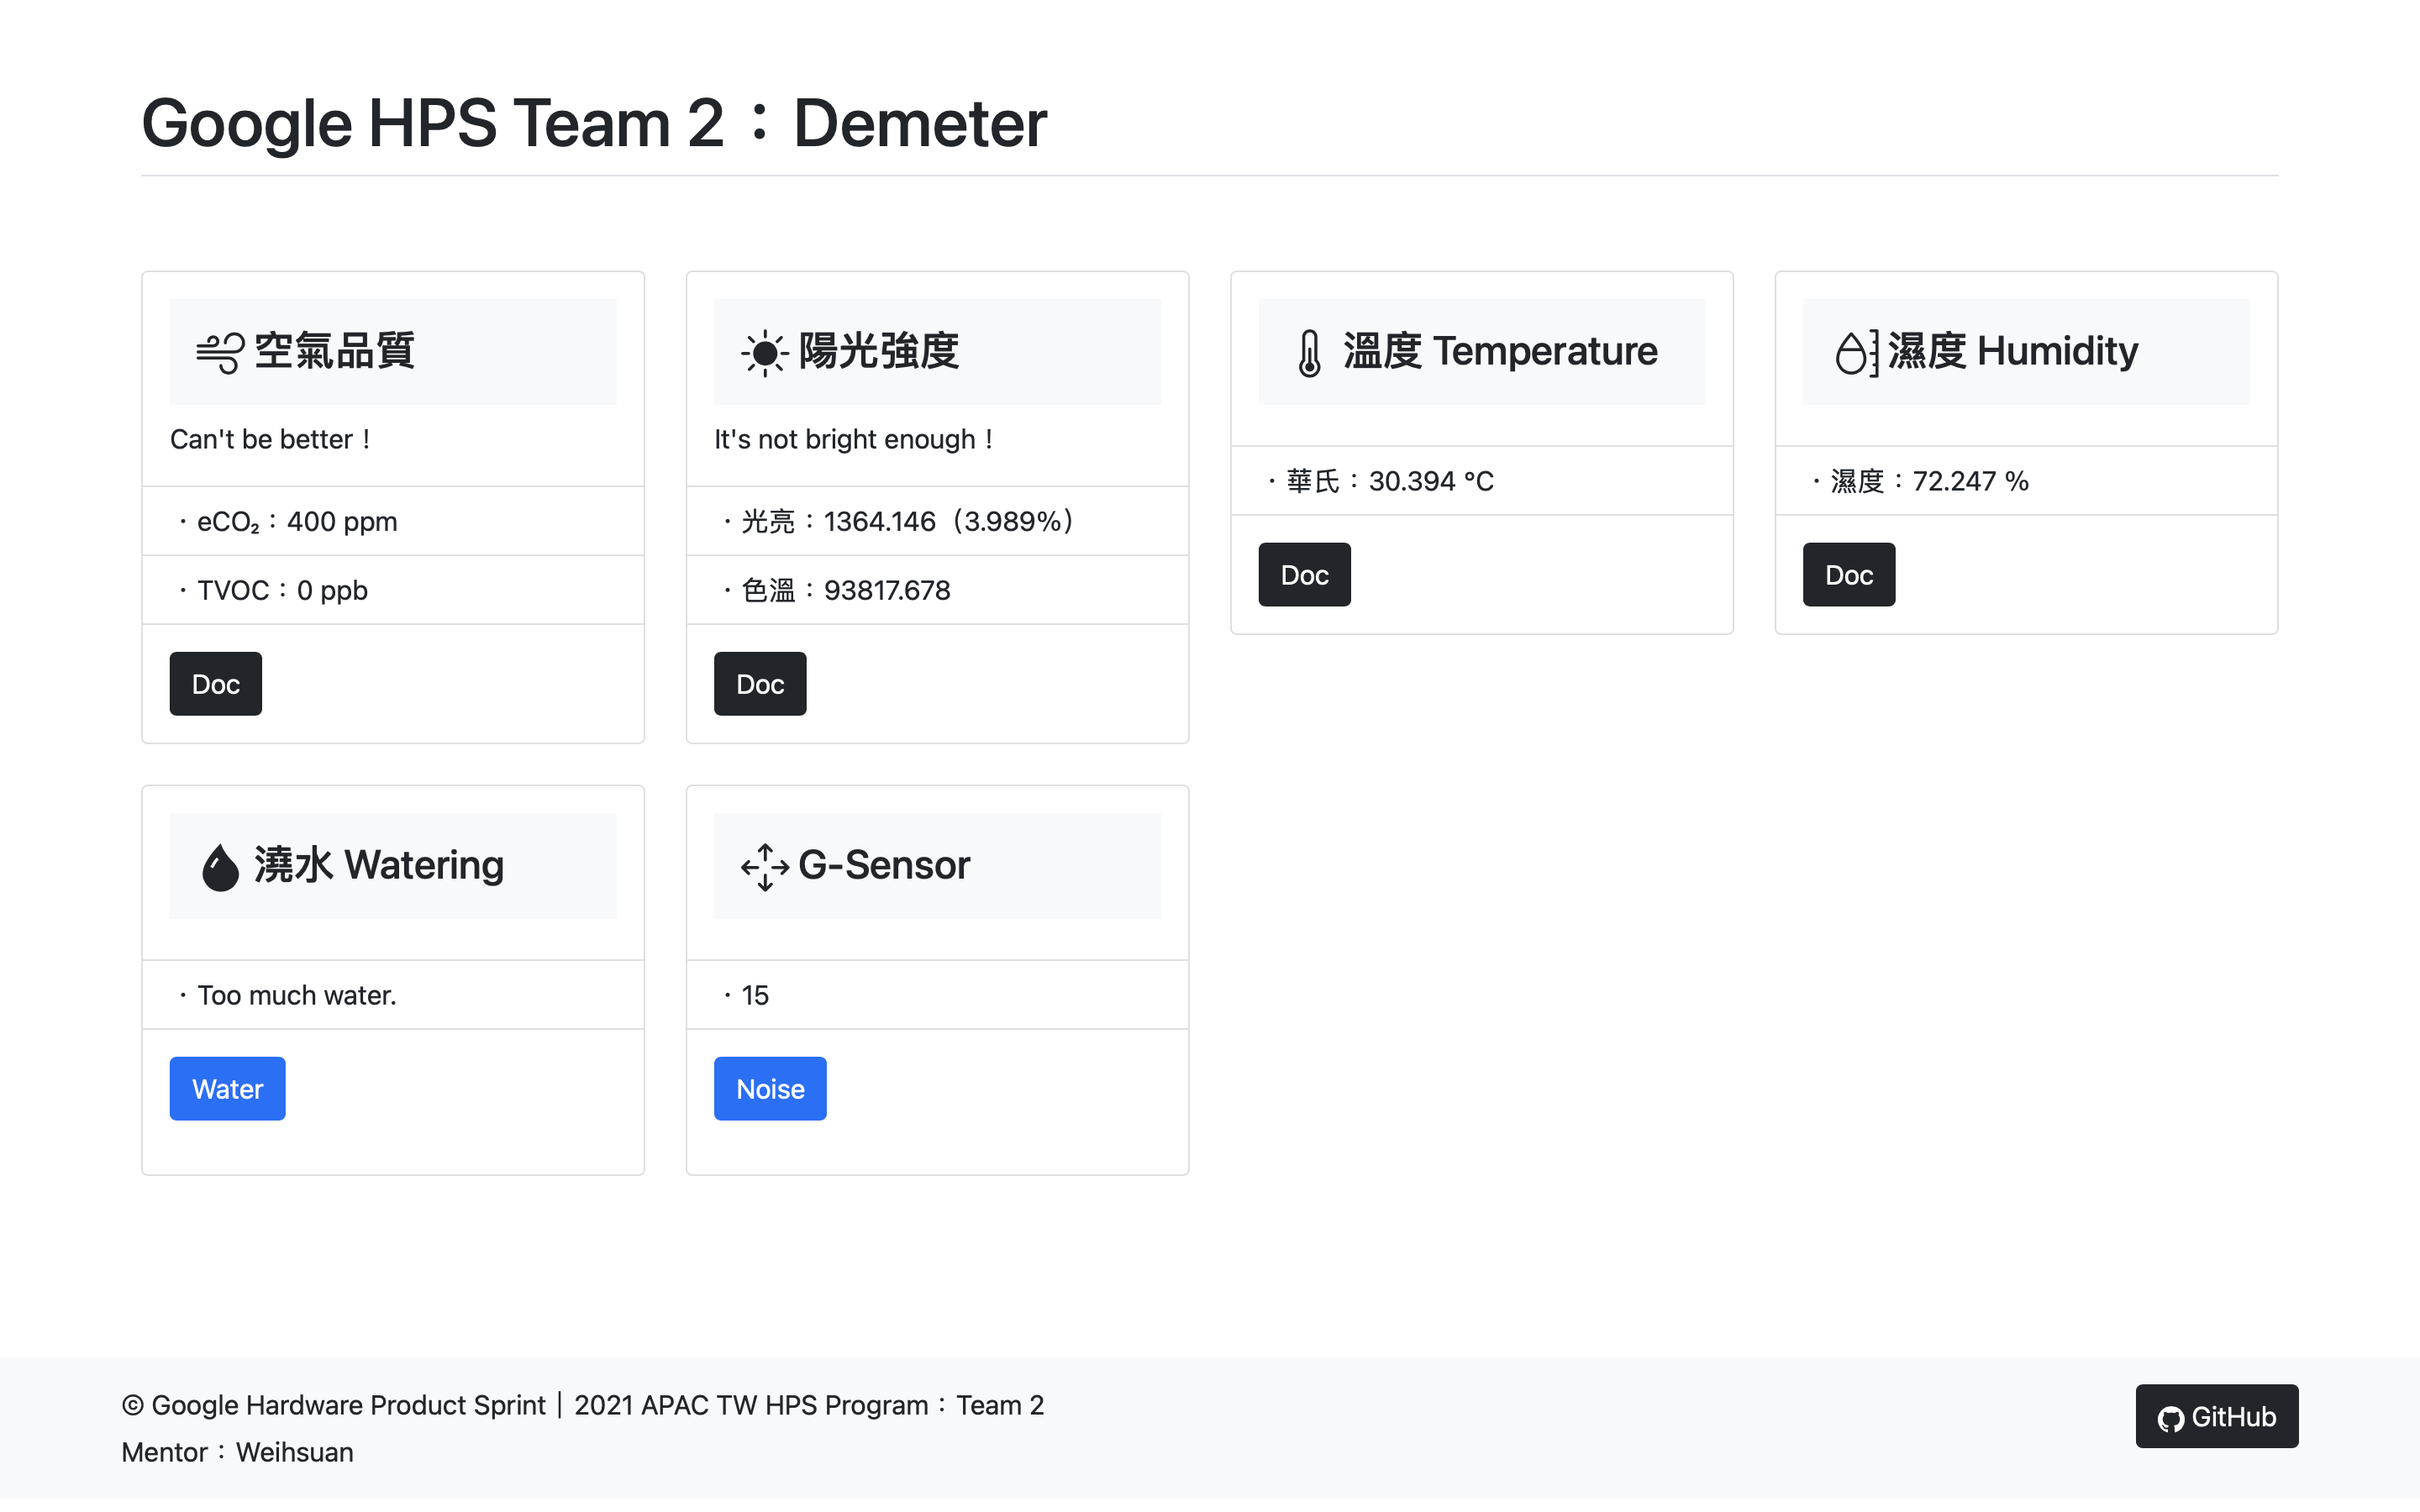 Google HPS Team 2：Demeter
空氣品質
Can't be better！
・eCO₂：400 ppm
・TVOC：0 ppb
Doc
陽光強度
It's not bright enough！
・光亮：1364.146（3.989%）
・色溫：93817.678
Doc
溫度 Temperature
・華氏：30.394 °C
Doc
濕度 Humidity
・濕度：72.247 %
Doc
澆水 Watering
・Too much water.
Water
G-Sensor
・15
Noise
© Google Hardware Product Sprint｜2021 APAC TW HPS Program：Team 2
Mentor：Weihsuan
GitHub